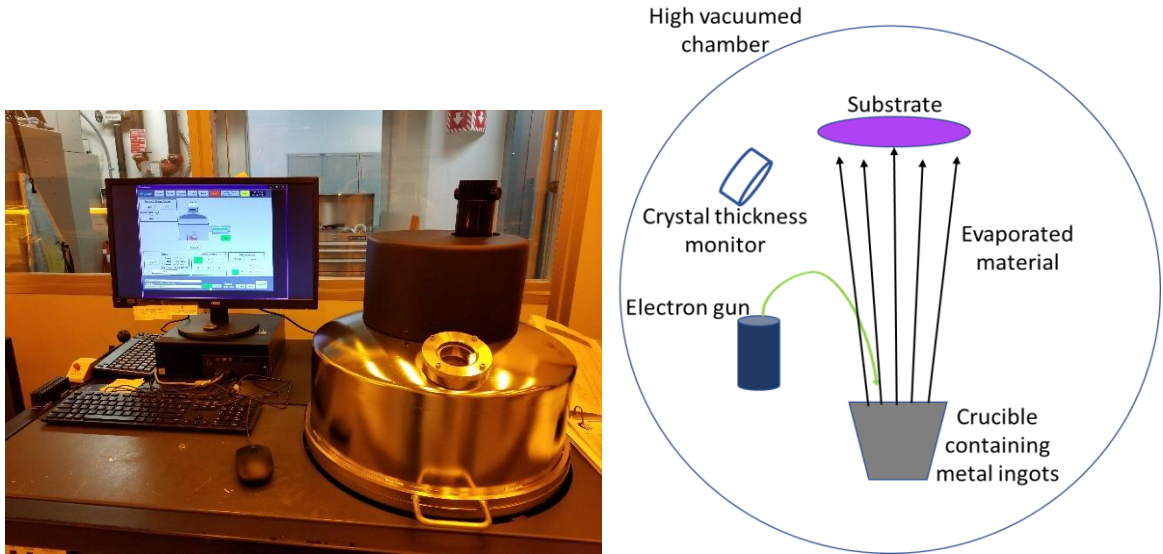 High vacuumed
chamber
Substrate
Crystal thickness
monitor
Evaporated
material
Electron gun
Crucible
containing
metal ingots